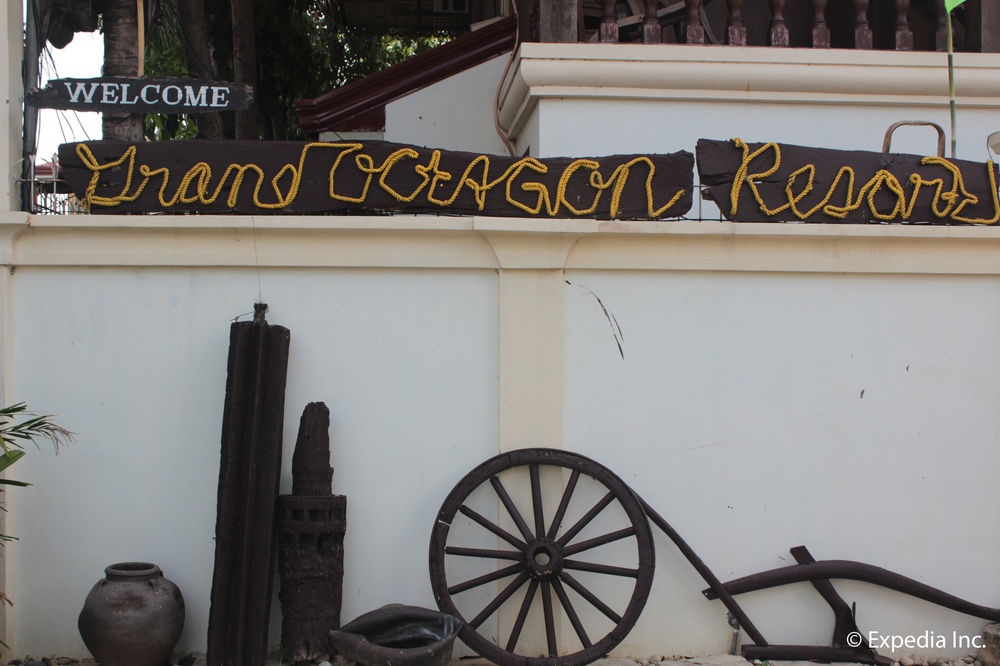 WELCOME
Grand Octagon Resort
© Expedia Inc.